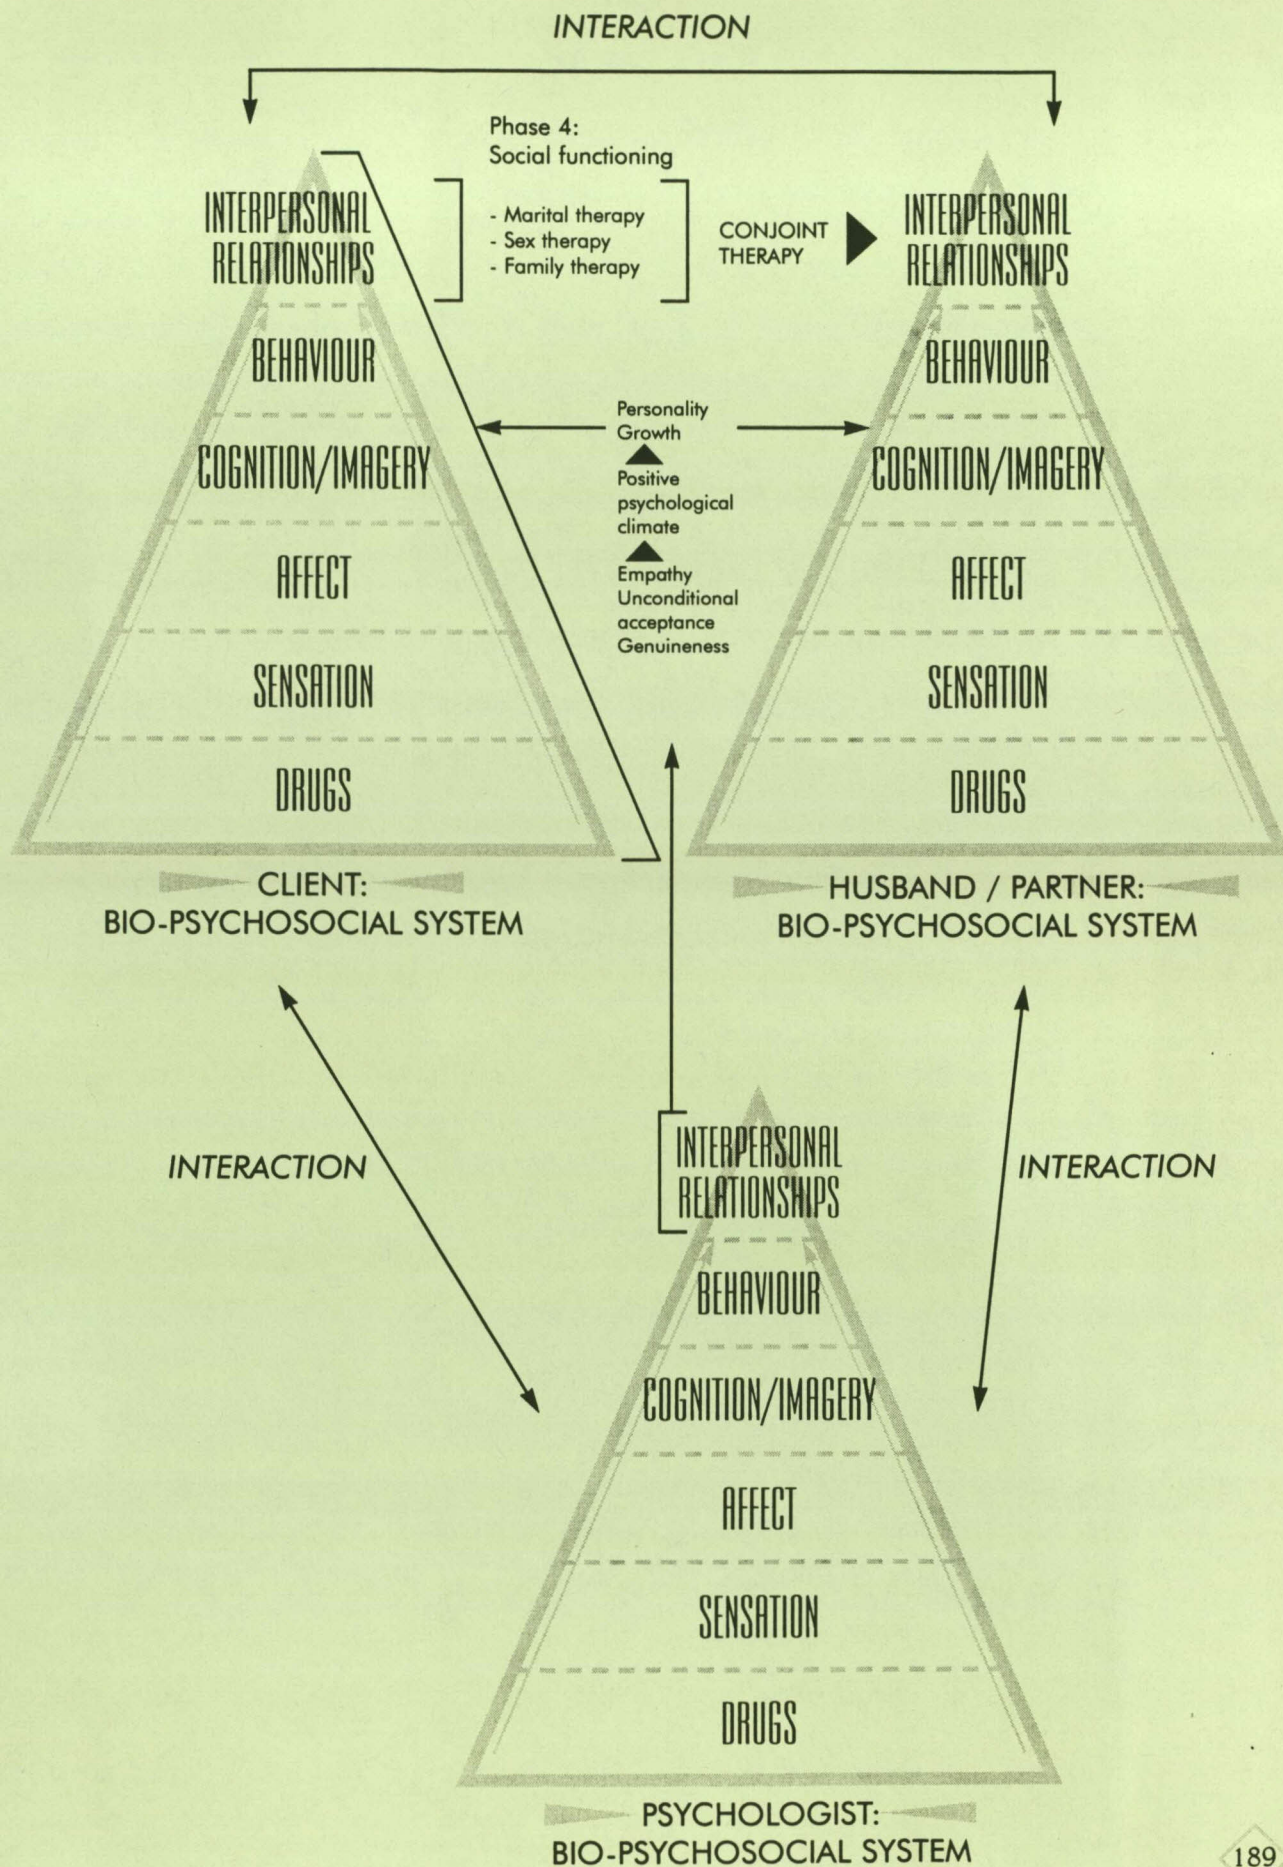 INTERACTION
Phase 4:
Social functioning
- Marital therapy
- Sex therapy
- Family therapy
CONJOINT
THERAPY
INTERPERSONAL
RELATIONSHIPS
BEHAVIOUR
COGNITION/IMAGERY
AFFECT
SENSATION
DRUGS
CLIENT:
BIO-PSYCHOSOCIAL SYSTEM
Personality
Growth
Positive
psychological
climate
Empathy
Unconditional
acceptance
Genuineness
INTERPERSONAL
RELATIONSHIPS
BEHAVIOUR
COGNITION/IMAGERY
AFFECT
SENSATION
DRUGS
HUSBAND / PARTNER:
BIO-PSYCHOSOCIAL SYSTEM
INTERACTION
INTERACTION
INTERPERSONAL
RELATIONSHIPS
BEHAVIOUR
COGNITION/IMAGERY
AFFECT
SENSATION
DRUGS
PSYCHOLOGIST:
BIO-PSYCHOSOCIAL SYSTEM
189